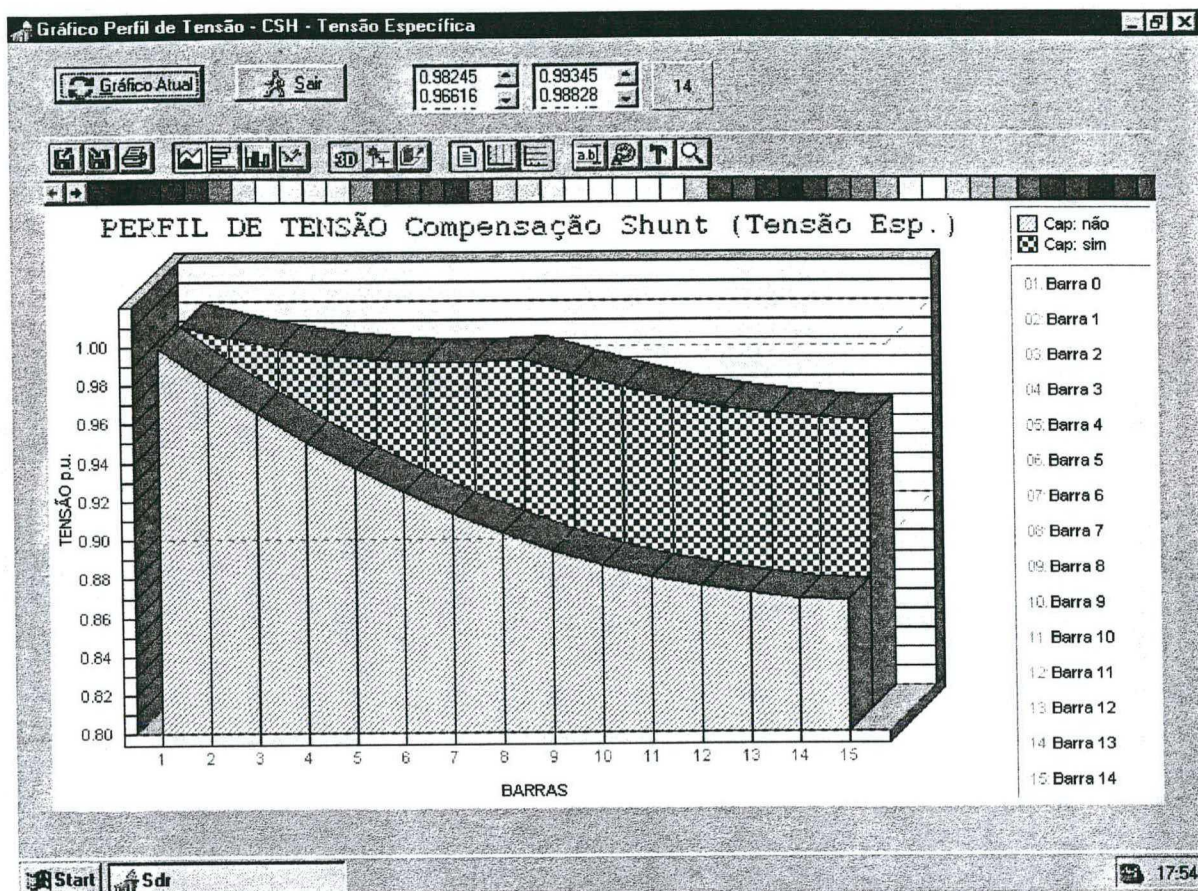 Gráfico Perfil de Tensão - CSH - Tensão Específica
Gráfico Atual
Sair
0.98245
0.96616
0.99345
0.98828
14
3D
a.b
PERFIL DE TENSÃO Compensação Shunt (Tensão Esp.)
Cap: não
Cap: sim
01: Barra 0
02: Barra 1
03: Barra 2
04: Barra 3
05: Barra 4
06: Barra 5
07: Barra 6
08: Barra 7
09: Barra 8
10: Barra 9
11: Barra 10
12: Barra 11
13: Barra 12
14: Barra 13
15: Barra 14
TENSÃO p.u.
1.00
0.98
0.96
0.94
0.92
0.90
0.88
0.86
0.84
0.82
0.80
1 2 3 4 5 6 7 8 9 10 11 12 13 14 15
BARRAS
Start
Sdr
17:54